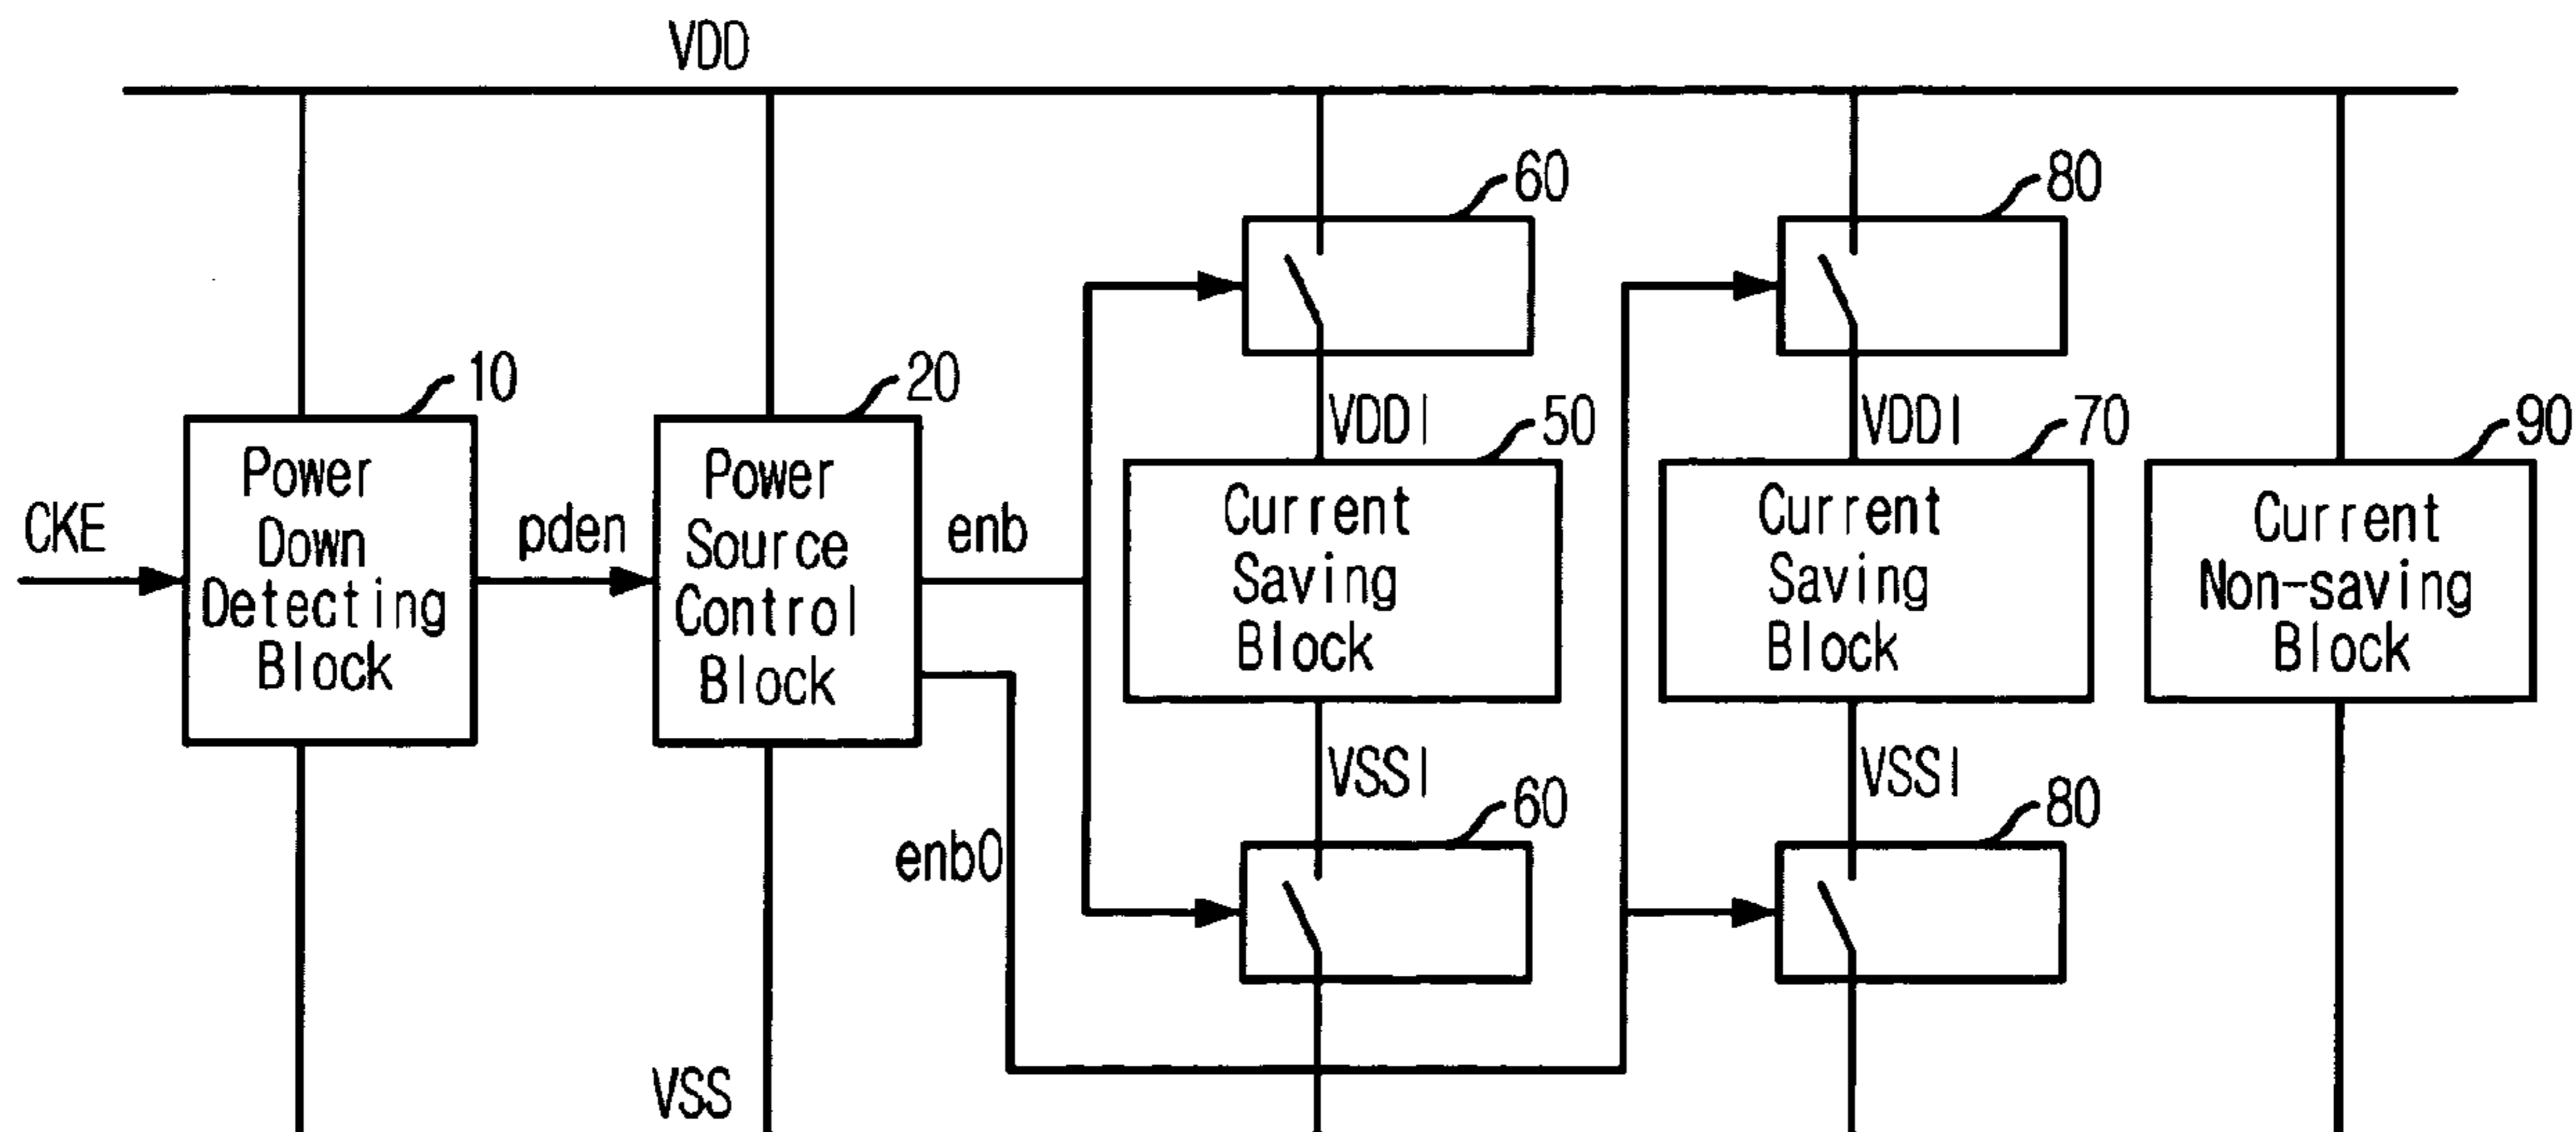 VDD
60
80
10
20
VDDI
50
VDDI
70
90
CKE
Power
Down
Detecting
Block
pden
Power
Source
Control
Block
enb
Current
Saving
Block
Current
Saving
Block
Current
Non-saving
Block
VSSI
60
VSSI
80
enb0
VSS